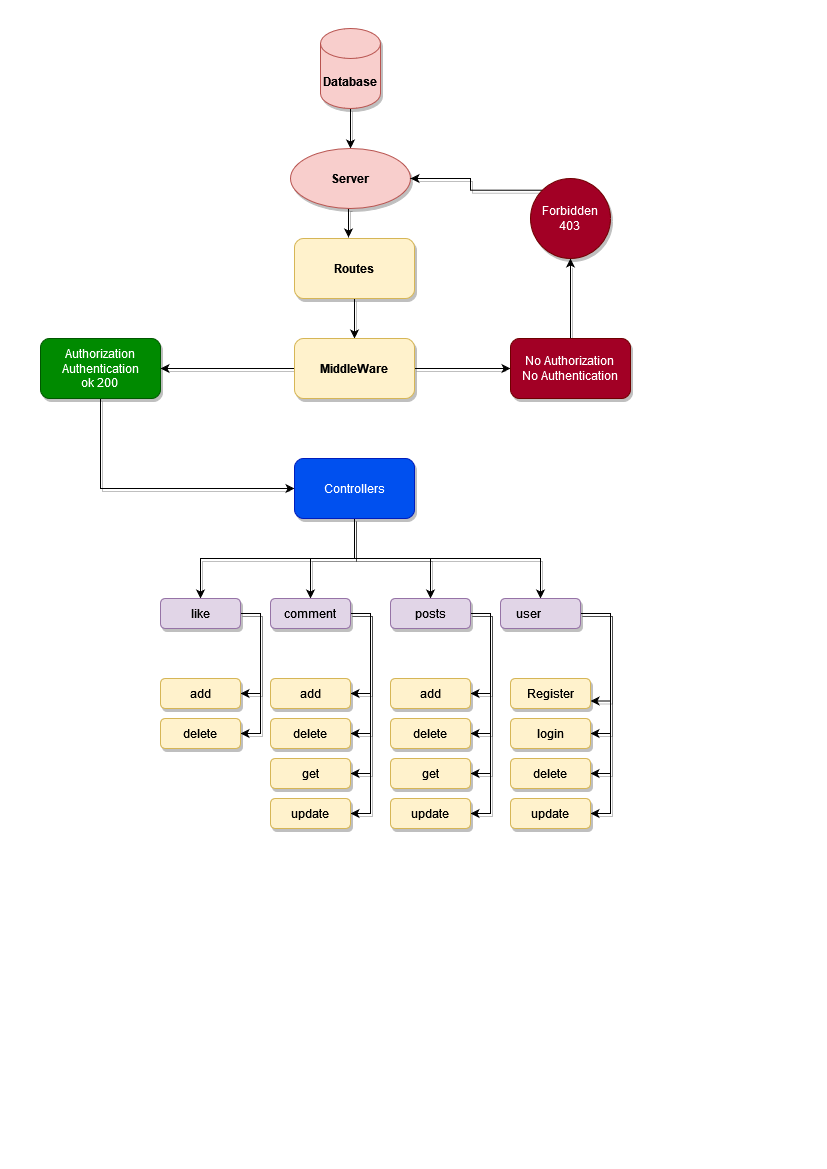 Database
Server
Forbidden
403
Routes
Authorization
Authentication
ok 200
MiddleWare
No Authorization
No Authentication
Controllers
like
comment
posts
user
add
add
add
Register
delete
delete
delete
login
get
get
delete
update
update
update